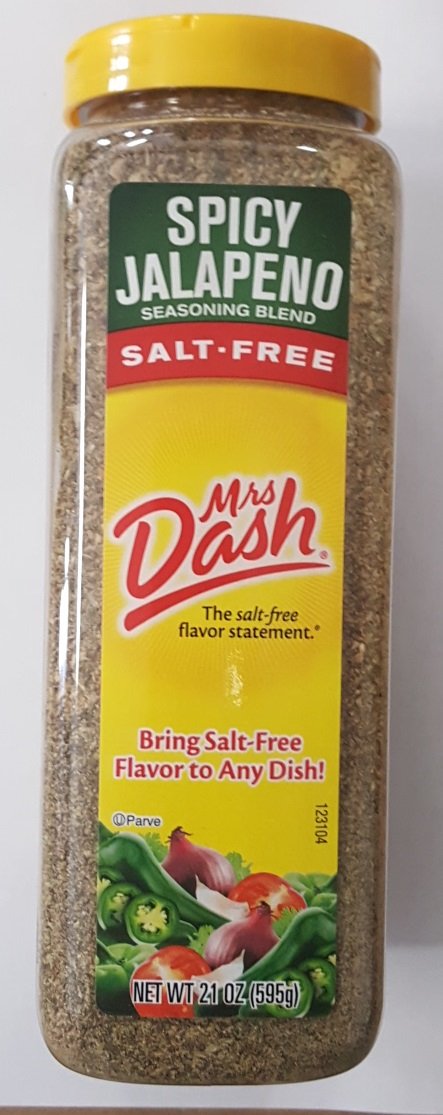 SPICY
JALAPENO
SEASONING BLEND
SALT-FREE
Mrs
Dash®
The salt-free
flavor statement.®
Bring Salt-Free
Flavor to Any Dish!
ⓊParve
123104
NET WT 21 OZ (595g)